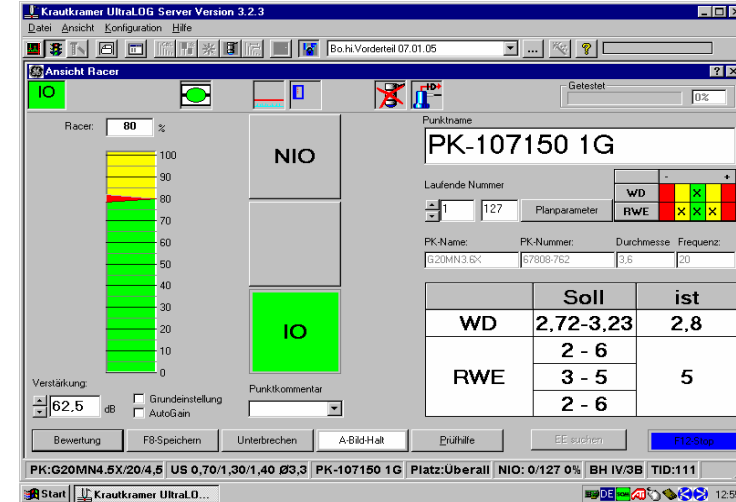 Krautkramer UltraLOG Server Version 3.2.3
Datei Ansicht Konfiguration Hilfe
Bo.hi.Vorderteil 07.01.05 ...
Ansicht Racer
IO
Getestet
0%
Racer: 80 %
Punktname
PK-107150 1G
100
90
80
70
60
50
40
30
20
10
0
NIO
IO
Laufende Nummer
1 127 Planparameter
- +
WD X
RWE X X X
PK-Name: PK-Nummer: Durchmesse Frequenz:
G20MN3.6X 67808-762 3,6 20
Soll ist
WD 2,72-3,23 2,8
RWE 2 - 6
3 - 5 5
2 - 6
Verstärkung:
62,5 dB
Grundeinstellung
AutoGain
Punktkommentar
Bewertung F8-Speichern Unterbrechen A-Bild-Halt Prüfhilfe EE suchen F12 Stop
PK:G20MN4.5X/20/4,5 US 0,70/1,30/1,40 Ø3,3 PK-107150 1G Platz:Überall NIO: 0/127 0% BH IV/3B TID:111
Start Krautkramer UltraLO... DE